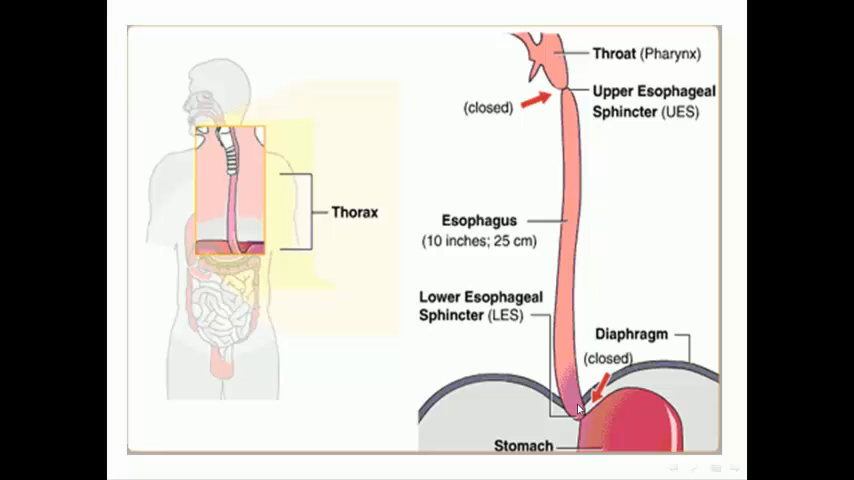 Throat (Pharynx)
(closed)
Upper Esophageal
Sphincter (UES)
Thorax
Esophagus
(10 inches; 25 cm)
Lower Esophageal
Sphincter (LES)
Diaphragm
(closed)
Stomach